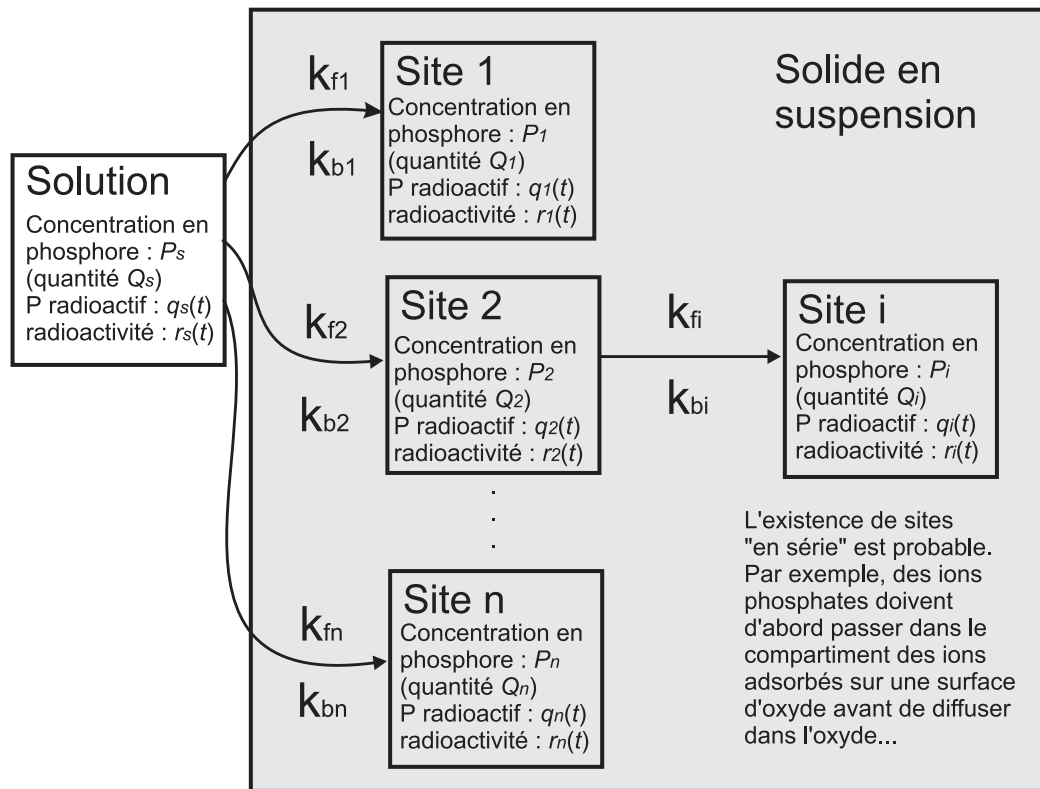 Solution
Concentration en
phosphore : Ps
(quantité Qs)
P radioactif : qs(t)
radioactivité : rs(t)
kf1
kb1
Site 1
Concentration en
phosphore : P1
(quantité Q1)
P radioactif : q1(t)
radioactivité : r1(t)
Solide en
suspension
kf2
kb2
Site 2
Concentration en
phosphore : P2
(quantité Q2)
P radioactif : q2(t)
radioactivité : r2(t)
kfi
kbi
Site i
Concentration en
phosphore : Pi
(quantité Qi)
P radioactif : qi(t)
radioactivité : ri(t)
.
.
.
kfn
kbn
Site n
Concentration en
phosphore : Pn
(quantité Qn)
P radioactif : qn(t)
radioactivité : rn(t)
L'existence de sites
"en série" est probable.
Par exemple, des ions
phosphates doivent
d'abord passer dans le
compartiment des ions
adsorbés sur une surface
d'oxyde avant de diffuser
dans l'oxyde...